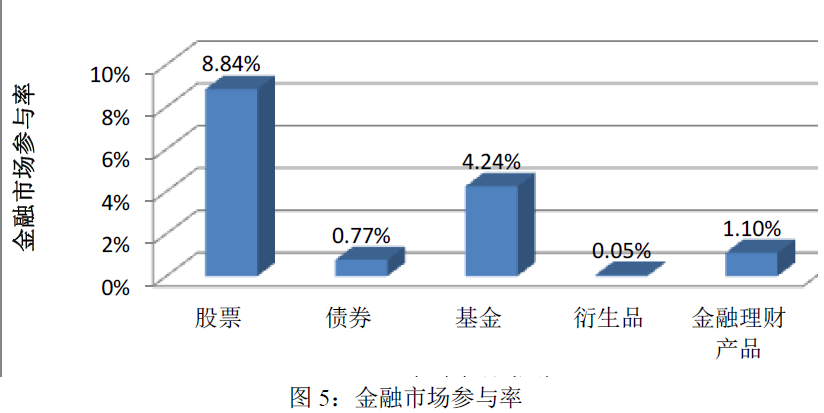 金融市场参与率
10%
8%
6%
4%
2%
0%
8.84%
0.77%
4.24%
0.05%
1.10%
股票
债券
基金
衍生品
金融理财
产品
图 5：金融市场参与率